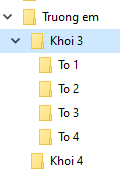 Truong em
Khoi 3
To 1
To 2
To 3
To 4
Khoi 4